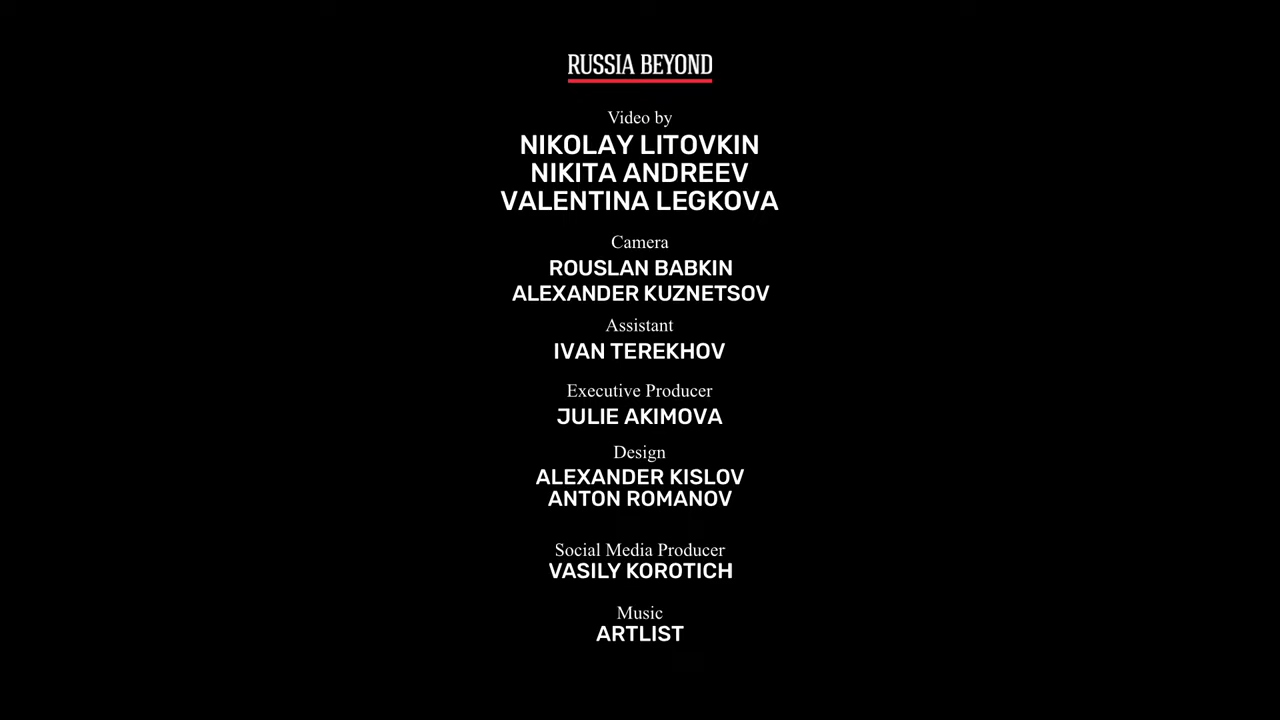 RUSSIA BEYOND
Video by
NIKOLAY LITOVKIN
NIKITA ANDREEV
VALENTINA LEGKOVA
Camera
ROUSLAN BABKIN
ALEXANDER KUZNETSOV
Assistant
IVAN TEREKHOV
Executive Producer
JULIE AKIMOVA
Design
ALEXANDER KISLOV
ANTON ROMANOV
Social Media Producer
VASILY KOROTICH
Music
ARTLIST